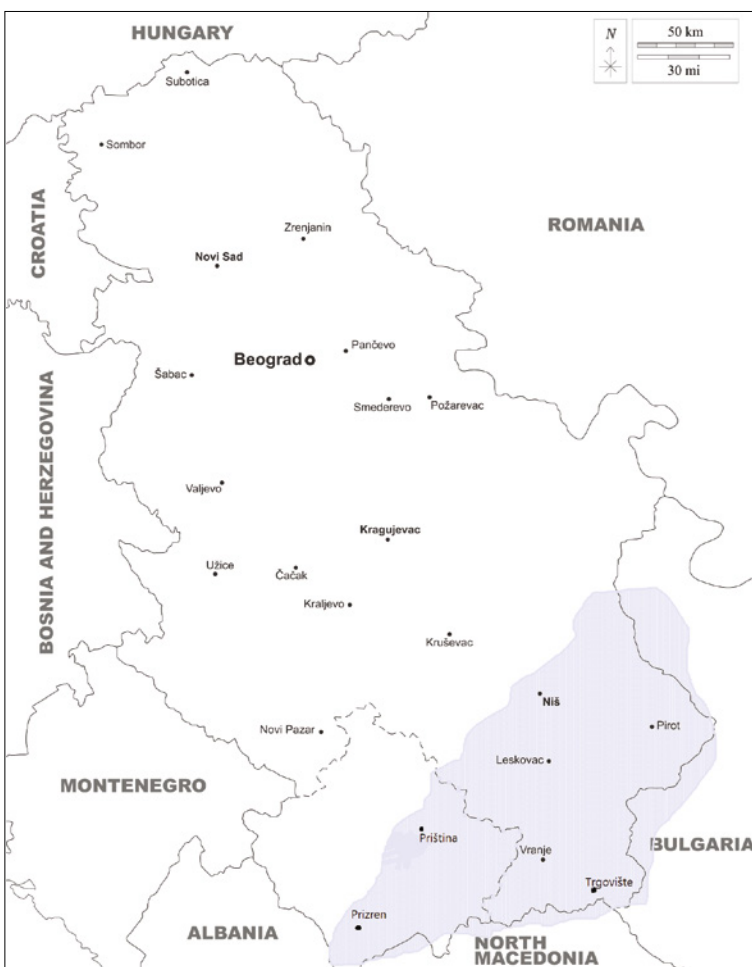 HUNGARY
N
50 km
30 mi
Subotica
Sombor
CROATIA
ROMANIA
Zrenjanin
Novi Sad
Pančevo
Beograd
Šabac
Smederevo
Požarevac
BOSNIA AND HERZEGOVINA
Valjevo
Kragujevac
Užice
Čačak
Kraljevo
Kruševac
Niš
Novi Pazar
Pirot
Leskovac
MONTENEGRO
Priština
Vranje
BULGARIA
Trgovište
Prizren
ALBANIA
NORTH
MACEDONIA